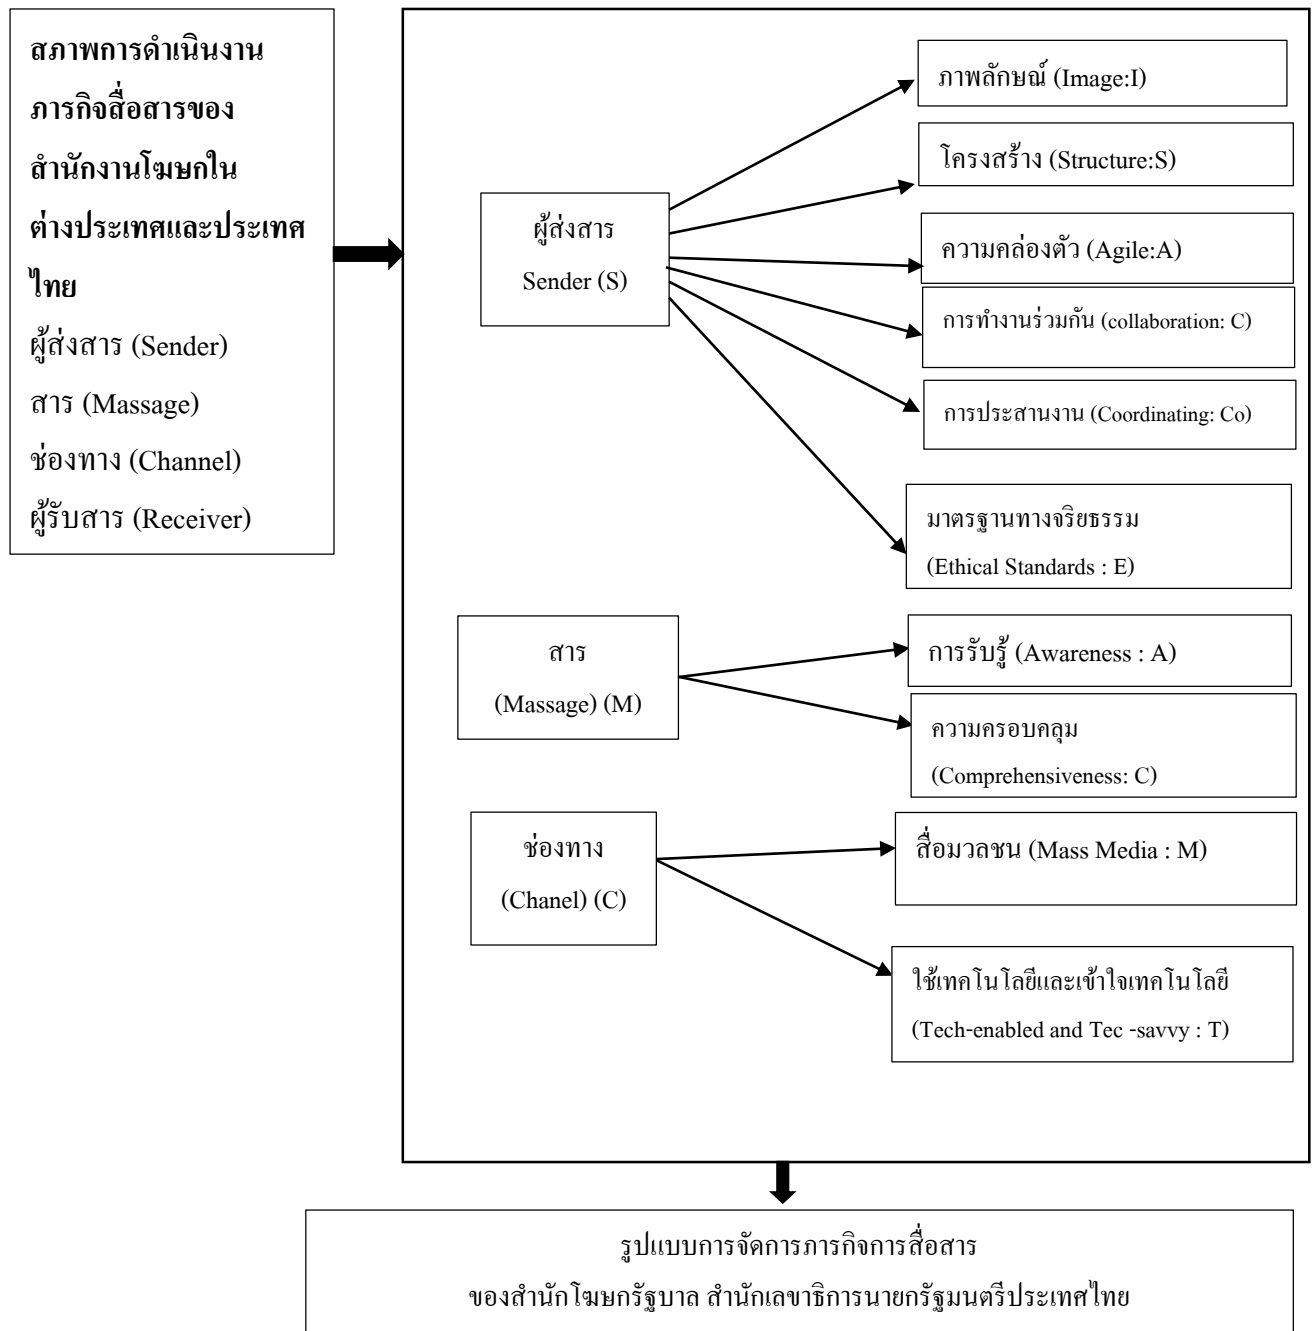 สภาพการดำเนินงาน
ภารกิจสื่อสารของ
สำนักงานโฆษกใน
ต่างประเทศและประเทศ
ไทย
ผู้ส่งสาร (Sender)
สาร (Massage)
ช่องทาง (Channel)
ผู้รับสาร (Receiver)
ผู้ส่งสาร
Sender (S)
ภาพลักษณ์ (Image:I)
โครงสร้าง (Structure:S)
ความคล่องตัว (Agile:A)
การทำงานร่วมกัน (collaboration: C)
การประสานงาน (Coordinating: Co)
มาตรฐานทางจริยธรรม
(Ethical Standards : E)
สาร
(Massage) (M)
การรับรู้ (Awareness : A)
ความครอบคลุม
(Comprehensiveness: C)
ช่องทาง
(Chanel) (C)
สื่อมวลชน (Mass Media : M)
ใช้เทคโนโลยีและเข้าใจเทคโนโลยี
(Tech-enabled and Tec -savvy : T)
รูปแบบการจัดการภารกิจการสื่อสาร
ของสำนักโฆษกรัฐบาล สำนักเลขาธิการนายกรัฐมนตรีประเทศไทย